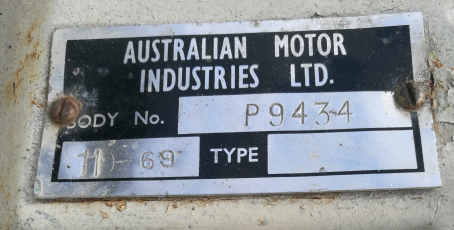 AUSTRALIAN MOTOR
INDUSTRIES LTD.
BODY No. P9434
11-69 TYPE